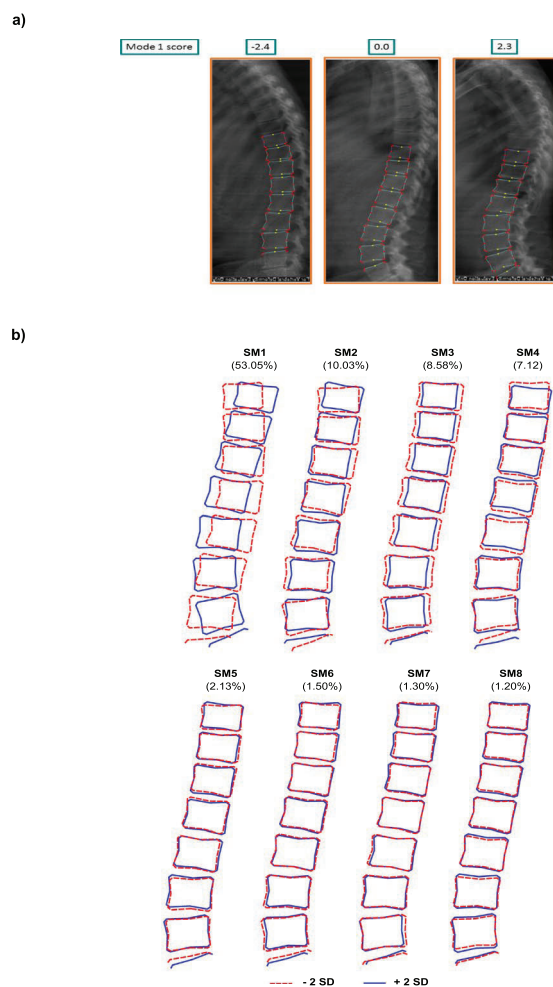 a)
Mode 1 score -2.4 0.0 2.3
b)
SM1 SM2 SM3 SM4
(53.05%) (10.03%) (8.58%) (7.12)
SM5 SM6 SM7 SM8
(2.13%) (1.50%) (1.30%) (1.20%)
- 2 SD + 2 SD